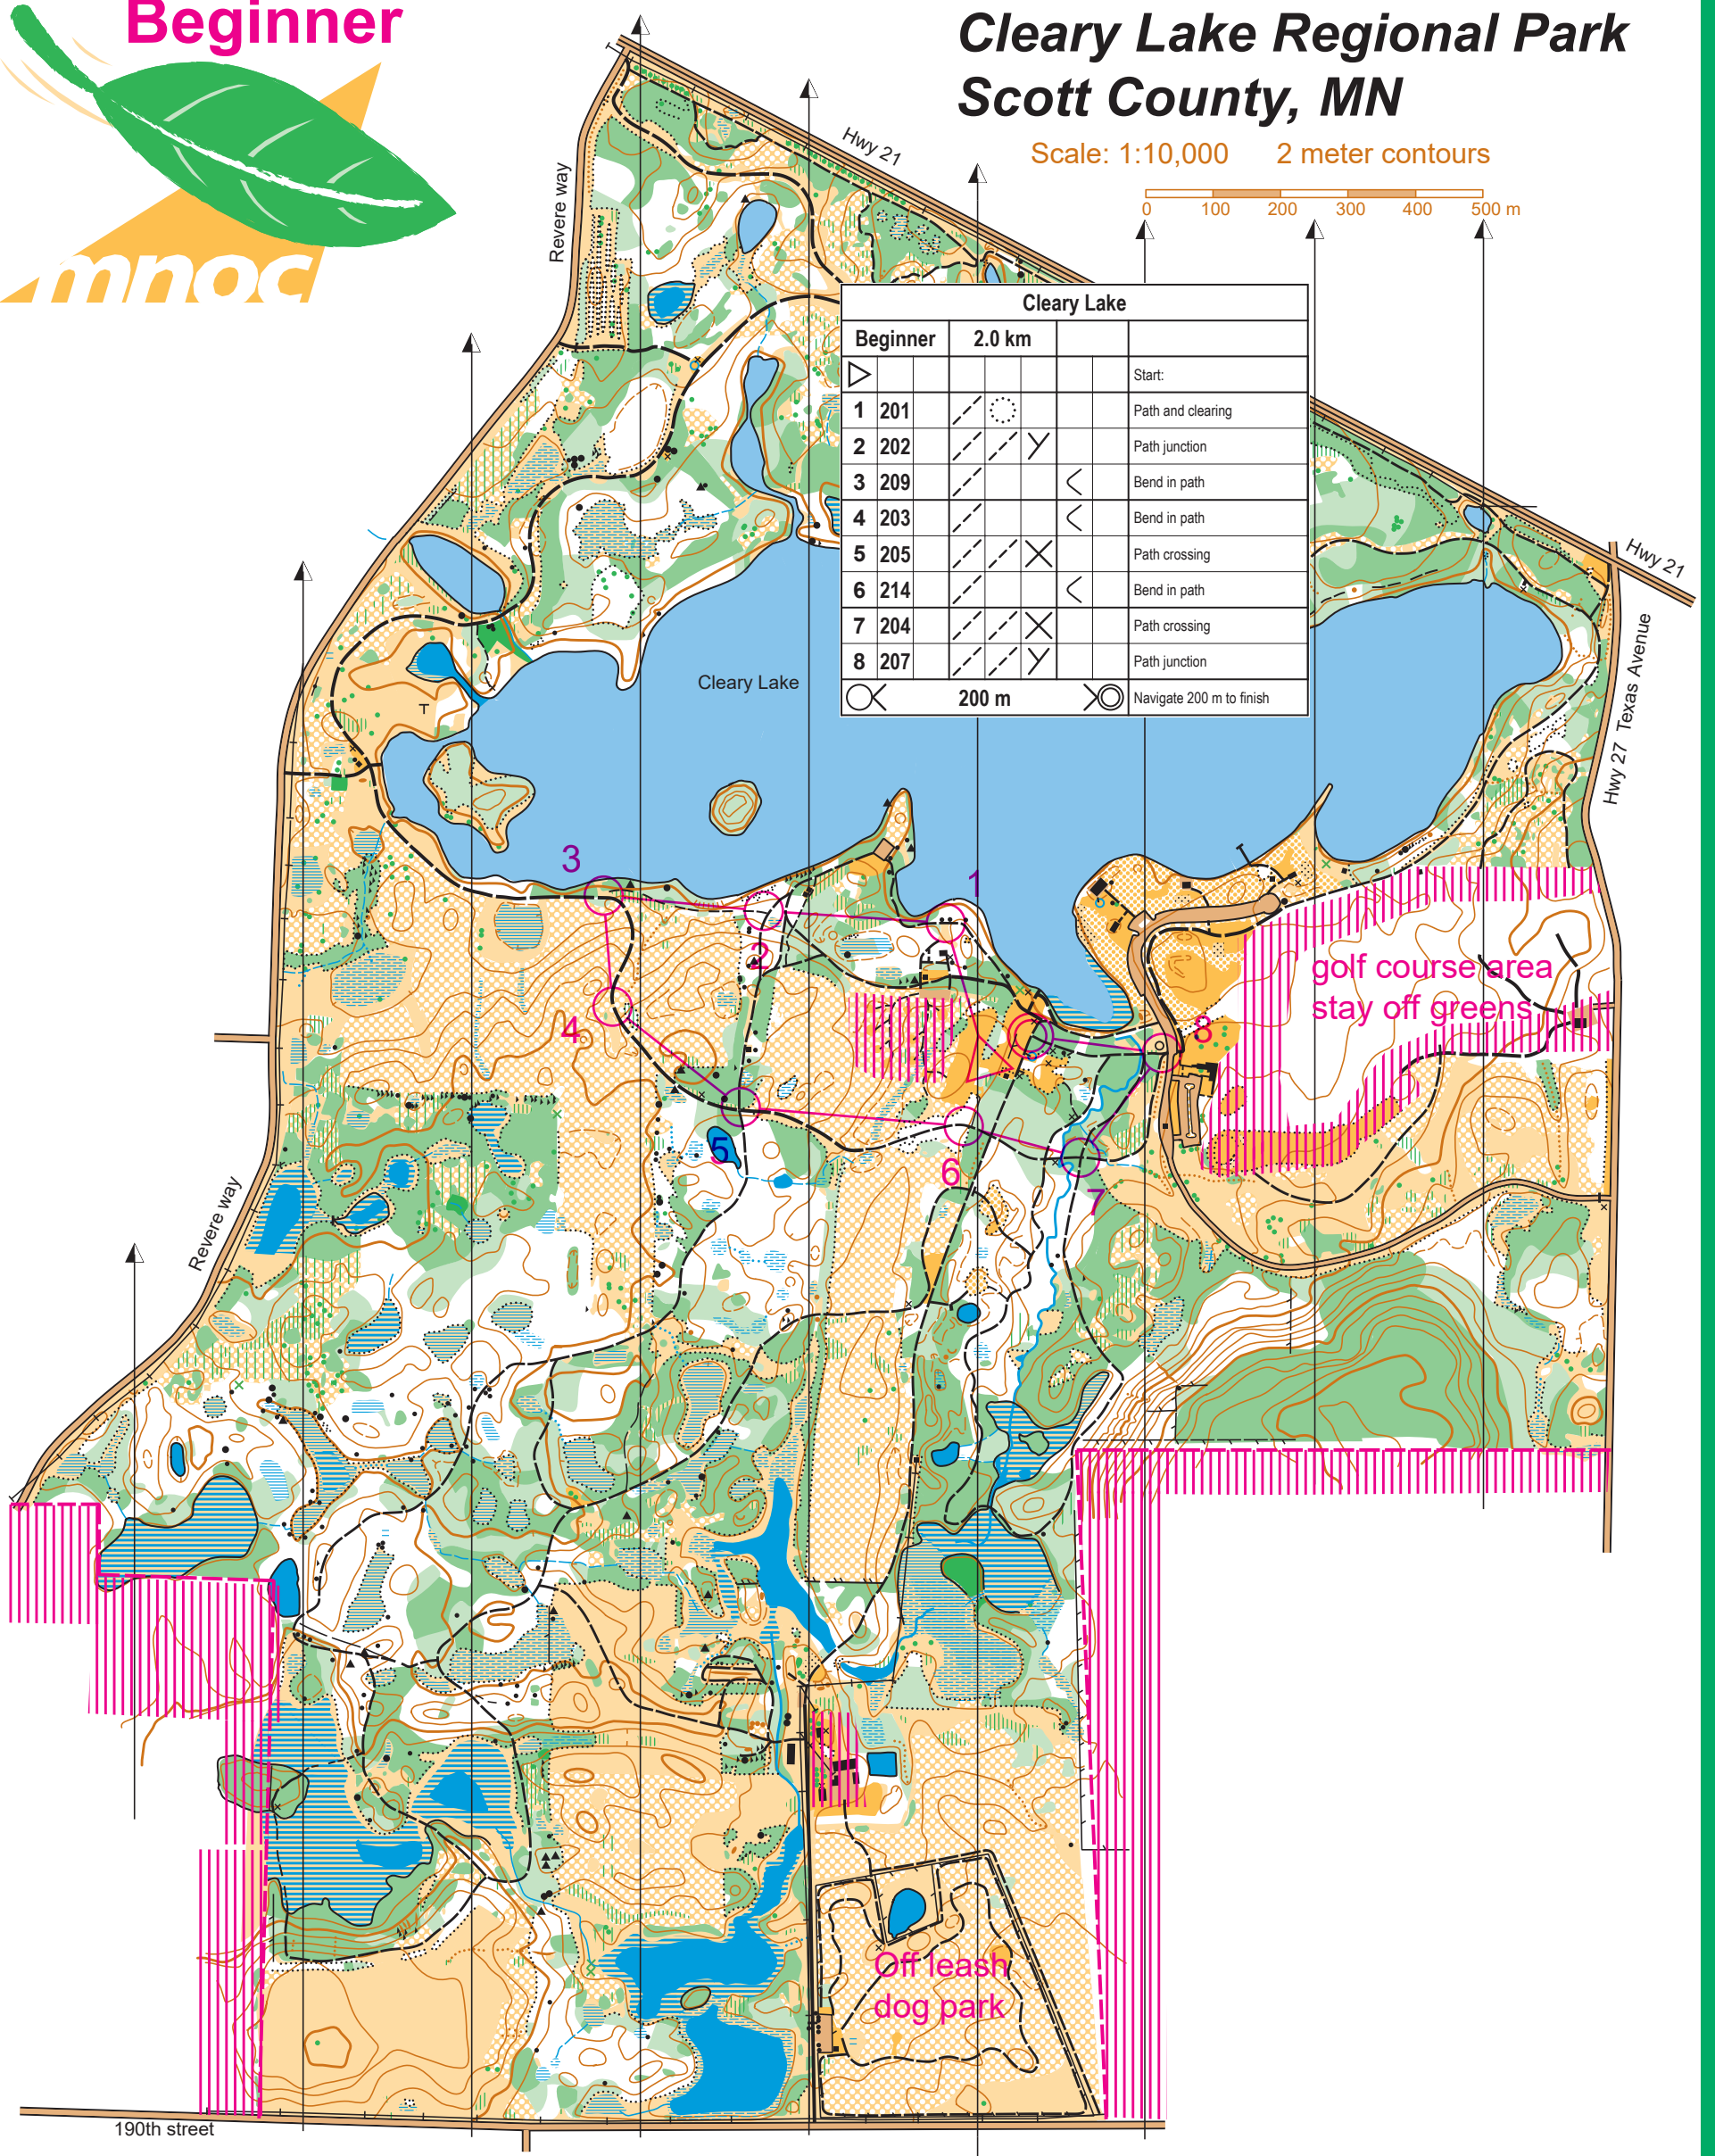 Beginner
mnoc
Cleary Lake Regional Park
Scott County, MN
Scale: 1:10,000 2 meter contours
0 100 200 300 400 500 m
Hwy 21
Revere way
Cleary Lake
Beginner 2.0 km
Start:
1 201 Path and clearing
2 202 Path junction
3 209 Bend in path
4 203 Bend in path
5 205 Path crossing
6 214 Bend in path
7 204 Path crossing
8 207 Path junction
200 m Navigate 200 m to finish
Hwy 21
Hwy 27 Texas Avenue
Cleary Lake
3
1
2
golf course area
stay off greens
4
8
5
6
7
Revere way
Off leash
dog park
190th street